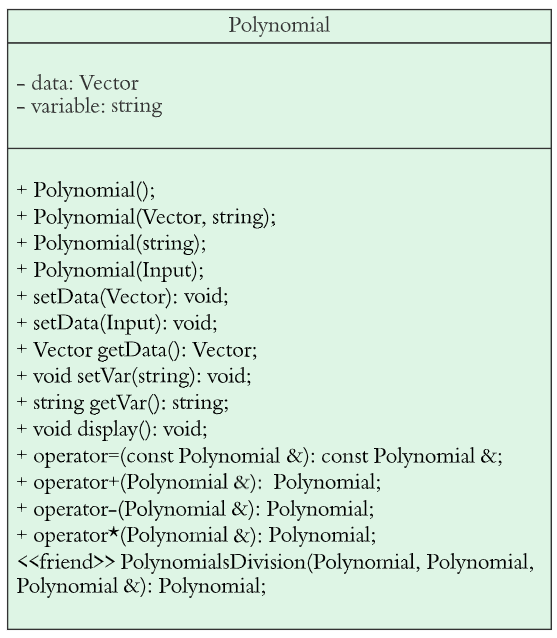 Polynomial
- data: Vector
- variable: string
+ Polynomial();
+ Polynomial(Vector, string);
+ Polynomial(string);
+ Polynomial(Input);
+ setData(Vector): void;
+ setData(Input): void;
+ Vector getData(): Vector;
+ void setVar(string): void;
+ string getVar(): string;
+ void display(): void;
+ operator=(const Polynomial &): const Polynomial &;
+ operator+(Polynomial &):  Polynomial;
+ operator-(Polynomial &): Polynomial;
+ operator★(Polynomial &): Polynomial;
<<friend>> PolynomialsDivision(Polynomial, Polynomial,
Polynomial &): Polynomial;